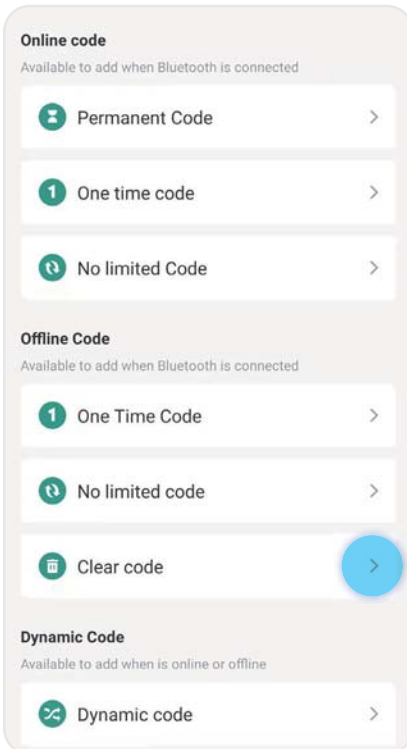 Online code
Available to add when Bluetooth is connected
Permanent Code
1 One time code
No limited Code
Offline Code
Available to add when Bluetooth is connected
1 One Time Code
No limited code
Clear code
Dynamic Code
Available to add when is online or offline
Dynamic code